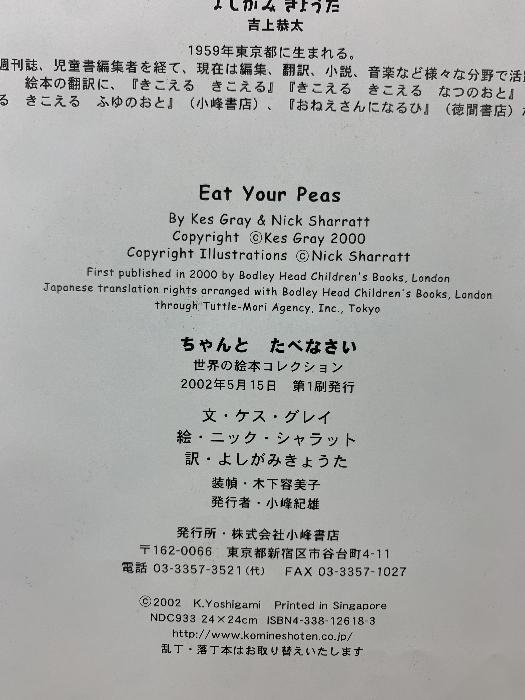 よしがみ きょうた
吉上恭太
1959年東京都に生まれる。
週刊誌、児童書編集者を経て、現在は編集、翻訳、小説、音楽など様々な分野で活
絵本の翻訳に、『きこえる きこえる』『きこえる きこえる なつのおと』
る きこえる ふゆのおと』(小峰書店)、『おねえさんになるひ』(徳間書店)
Eat Your Peas
By Kes Gray & Nick Sharratt
Copyright ©Kes Gray 2000
Copyright Illustrations ©Nick Sharratt
First published in 2000 by Bodley Head Children's Books, London
Japanese translation rights arranged with Bodley Head Children's Books, London
through Tuttle-Mori Agency, Inc., Tokyo
ちゃんと たべなさい
世界の絵本コレクション
2002年5月15日 第1刷発行
文・ケス・グレイ
絵・ニック・シャラット
訳・よしがみきょうた
装幀・木下容美子
発行者・小峰紀雄
発行所・株式会社小峰書店
〒162-0066 東京都新宿区市谷台町4-11
電話 03-3357-3521(代) FAX 03-3357-1027
©2002 K.Yoshigami Printed in Singapore
NDC933 24×24cm ISBN4-338-12618-3
http://www.komineshoten.co.jp/
乱丁・落丁本はお取り替えいたします